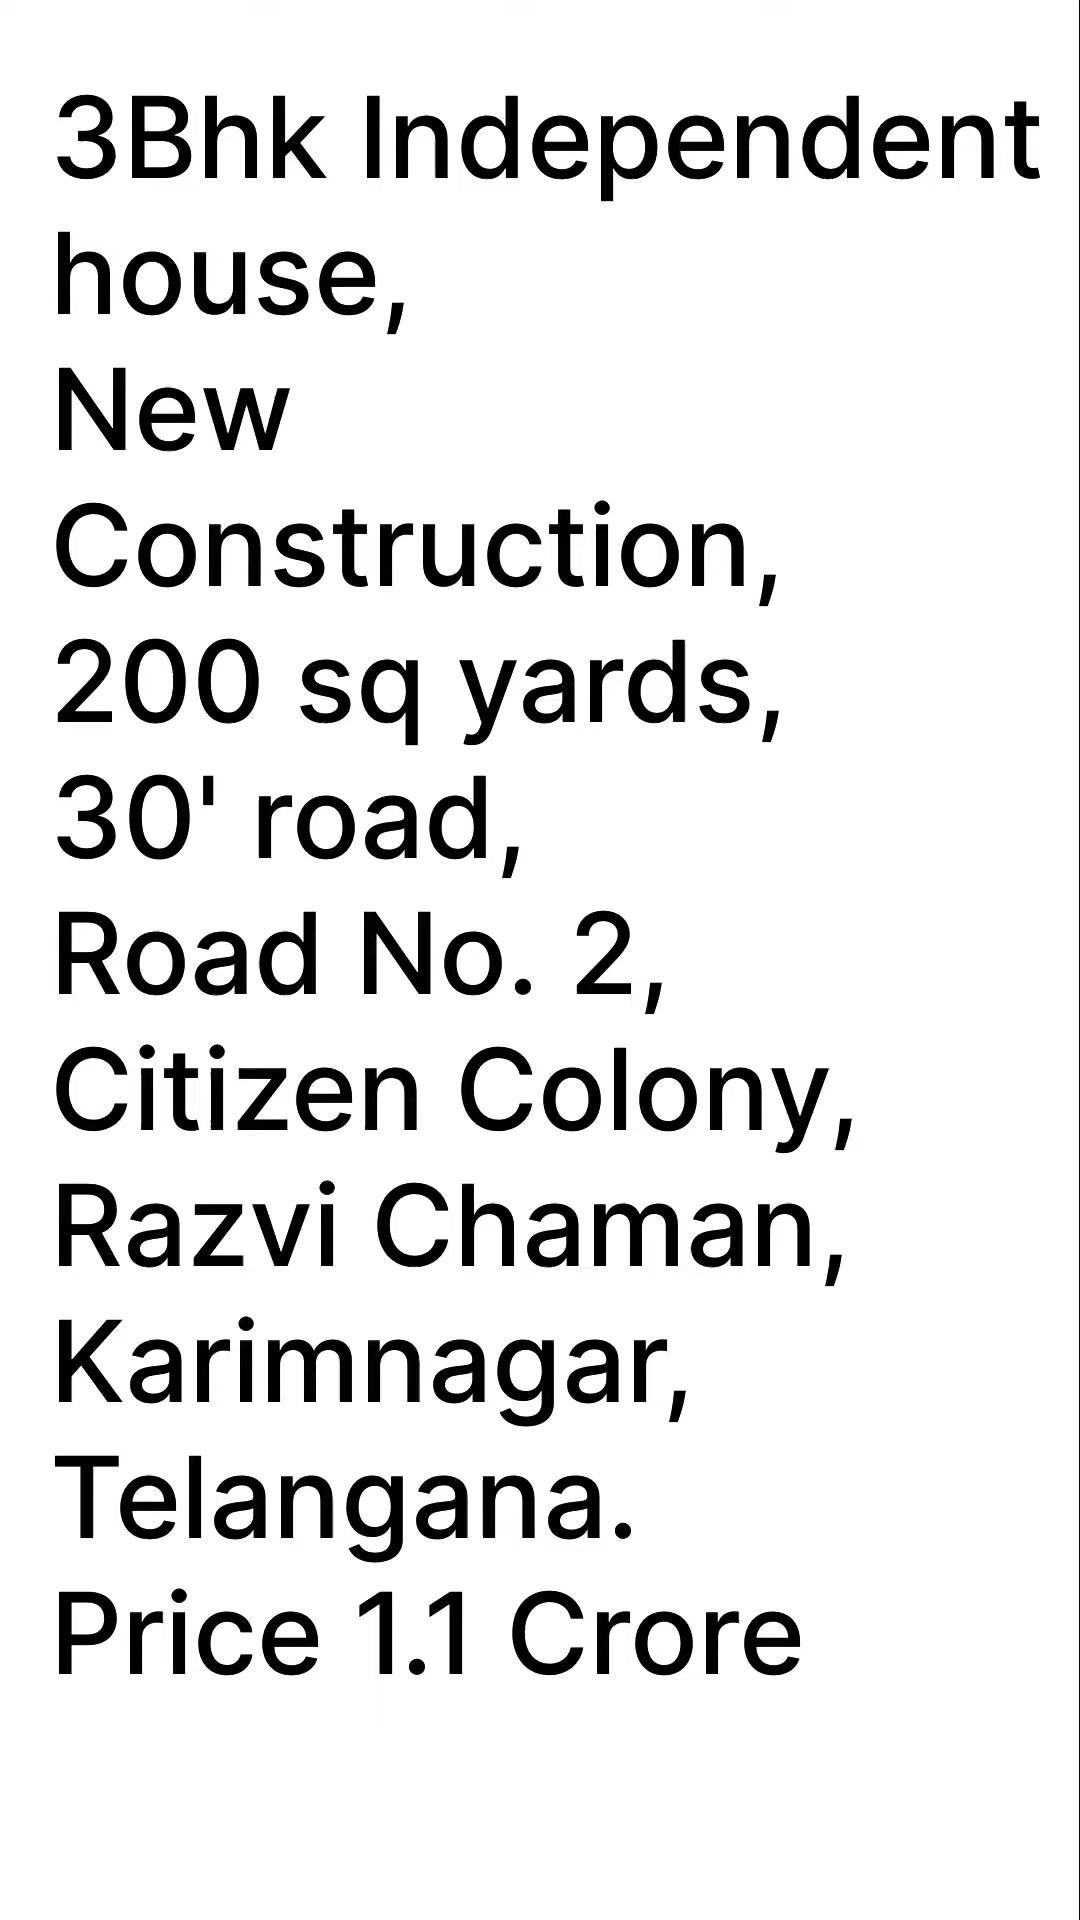 3Bhk Independent
house,
New
Construction,
200 sq yards,
30' road,
Road No. 2,
Citizen Colony,
Razvi Chaman,
Karimnagar,
Telangana.
Price 1.1 Crore